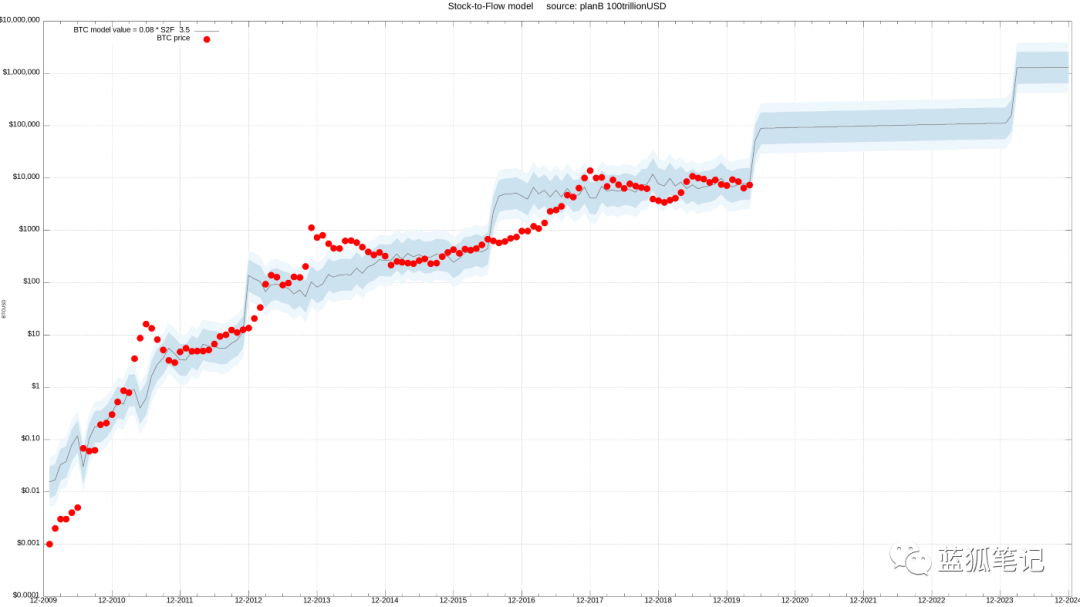 Stock-to-Flow model source: planB 100trillionUSD
BTC model value = 0.08 * S2F 3.5
BTC price
$10,000,000
$1,000,000
$100,000
$10,000
$1000
$100
$10
$1
$0.10
$0.01
$0.001
$0.0001
BTCUSD
12-2009 12-2010 12-2011 12-2012 12-2013 12-2014 12-2015 12-2016 12-2017 12-2018 12-2019 12-2020 12-2021 12-2022 12-2023 12-2024
蓝狐笔记